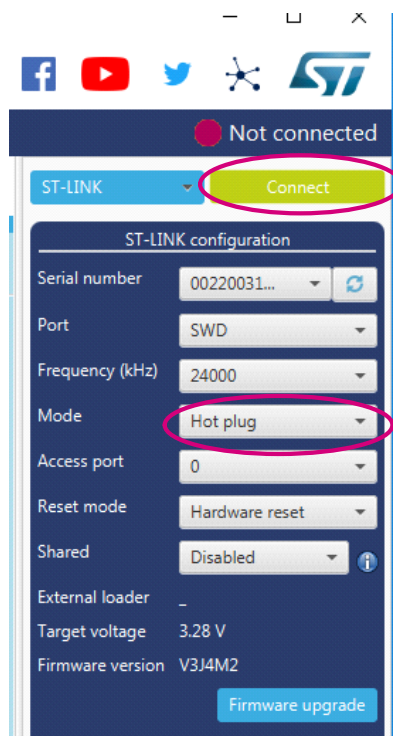 Not connected
ST-LINK Connect
ST-LINK configuration
Serial number 00220031...
Port SWD
Frequency (kHz) 24000
Mode Hot plug
Access port 0
Reset mode Hardware reset
Shared Disabled
External loader _
Target voltage 3.28 V
Firmware version V3J4M2
Firmware upgrade